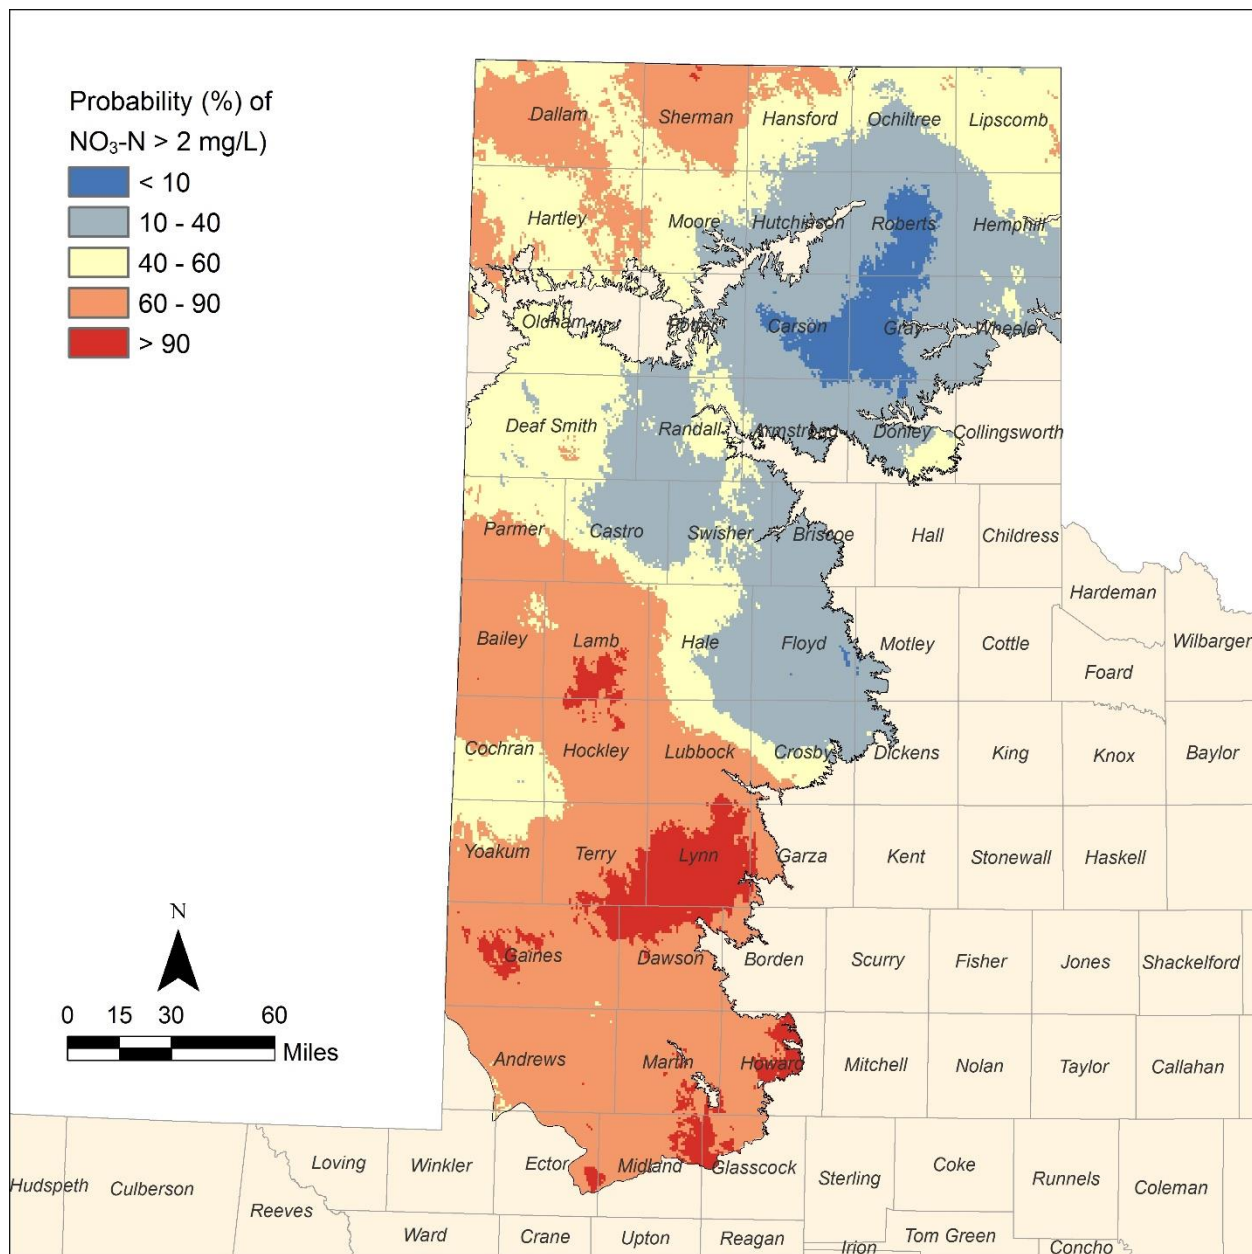 Probability (%) of
NO₃-N > 2 mg/L)
< 10
10 - 40
40 - 60
60 - 90
> 90
Dallam
Sherman
Hansford
Ochiltree
Lipscomb
Hartley
Moore
Hutchinson
Roberts
Hemphill
Oldham
Potter
Carson
Gray
Wheeler
Deaf Smith
Randall
Armstrong
Donley
Collingsworth
Parmer
Castro
Swisher
Briscoe
Hall
Childress
Hardeman
Bailey
Lamb
Hale
Floyd
Motley
Cottle
Foard
Wilbarger
Cochran
Hockley
Lubbock
Crosby
Dickens
King
Knox
Baylor
Yoakum
Terry
Lynn
Garza
Kent
Stonewall
Haskell
N
Gaines
Dawson
Borden
Scurry
Fisher
Jones
Shackelford
0 15 30 60
Miles
Andrews
Martin
Howard
Mitchell
Nolan
Taylor
Callahan
Loving
Winkler
Ector
Midland
Glasscock
Sterling
Coke
Runnels
Coleman
Hudspeth
Culberson
Reeves
Ward
Crane
Upton
Reagan
Irion
Tom Green
Concho